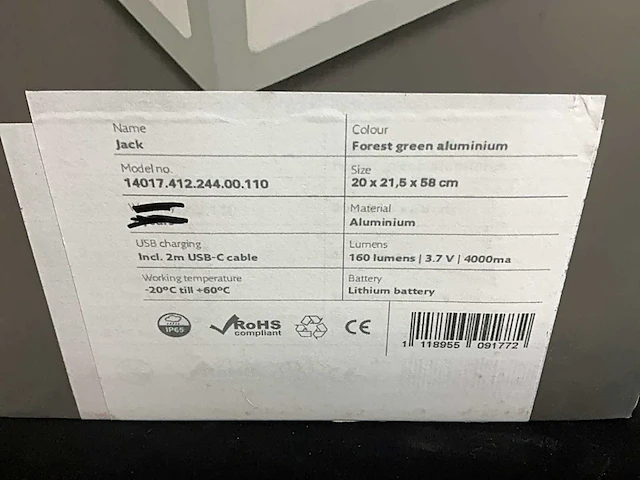 Name
Jack
Colour
Forest green aluminium
Model no.
14017.412.244.00.110
Size
20 x 21,5 x 58 cm
Material
Aluminium
USB charging
Incl. 2m USB-C cable
Lumens
160 lumens | 3.7 V | 4000ma
Working temperature
-20ºC till +60ºC
Battery
Lithium battery
IP65
RoHS
compliant
CE
1 118955 091772